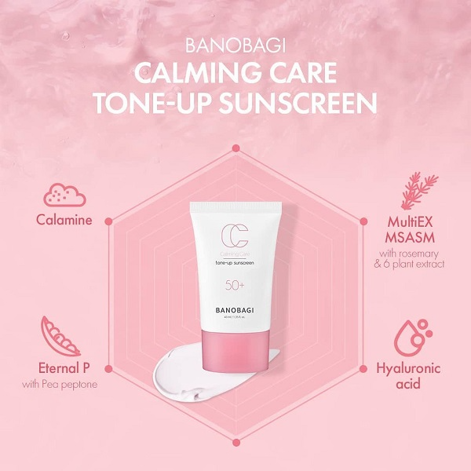 BANOBAGI
CALMING CARE
TONE-UP SUNSCREEN
Calamine
MultiEX
MSASM
with rosemary
& 6 plant extract
CC
tone-up sunscreen
50+
BANOBAGI
Eternal P
with Pea peptone
Hyaluronic
acid